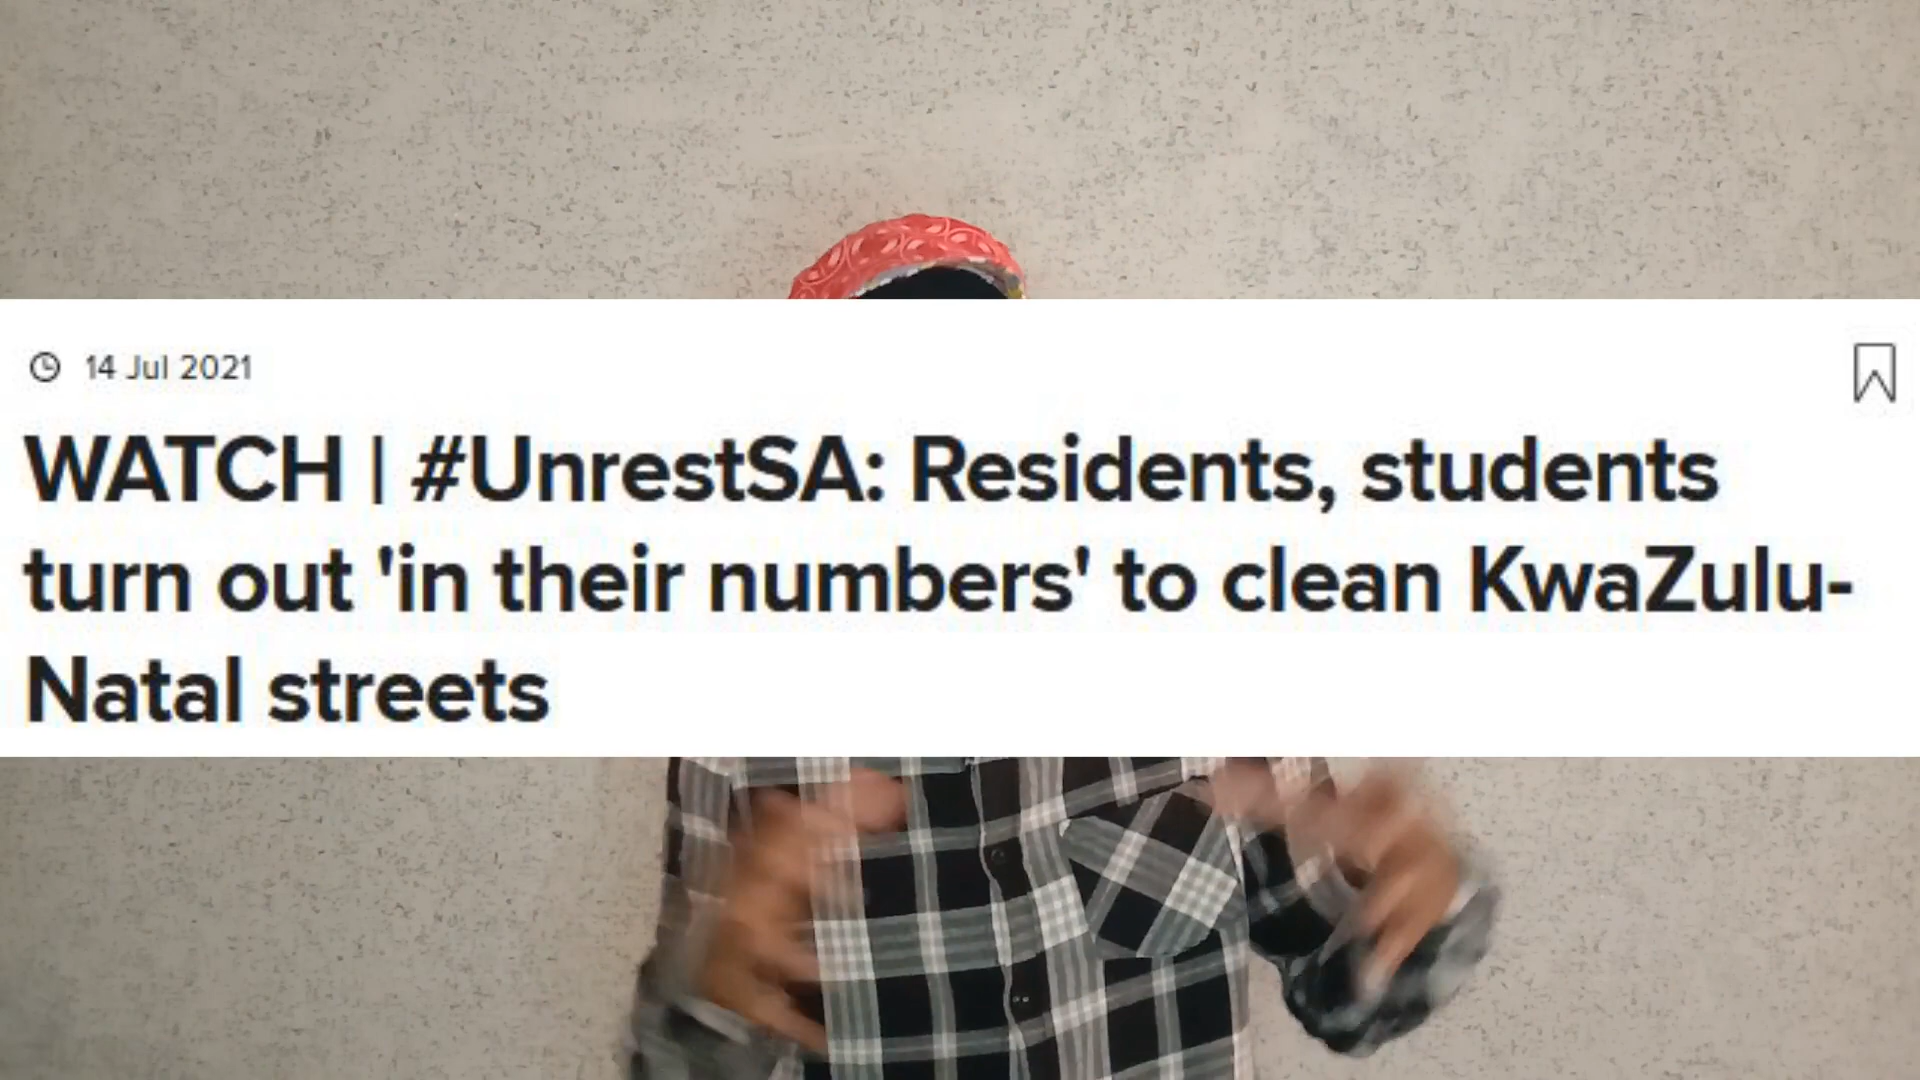 14 Jul 2021
WATCH | #UnrestSA: Residents, students
turn out 'in their numbers' to clean KwaZulu-
Natal streets